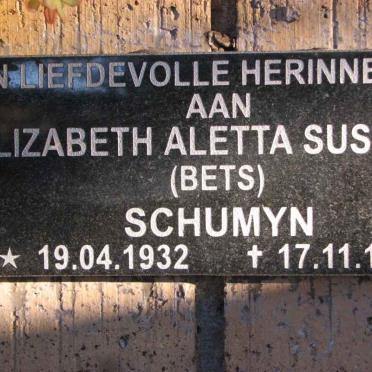 N LIEFDEVOLLE HERINNE
AAN
LIZABETH ALETTA SUS
(BETS)
SCHUMYN
★ 19.04.1932 ✝ 17.11.1